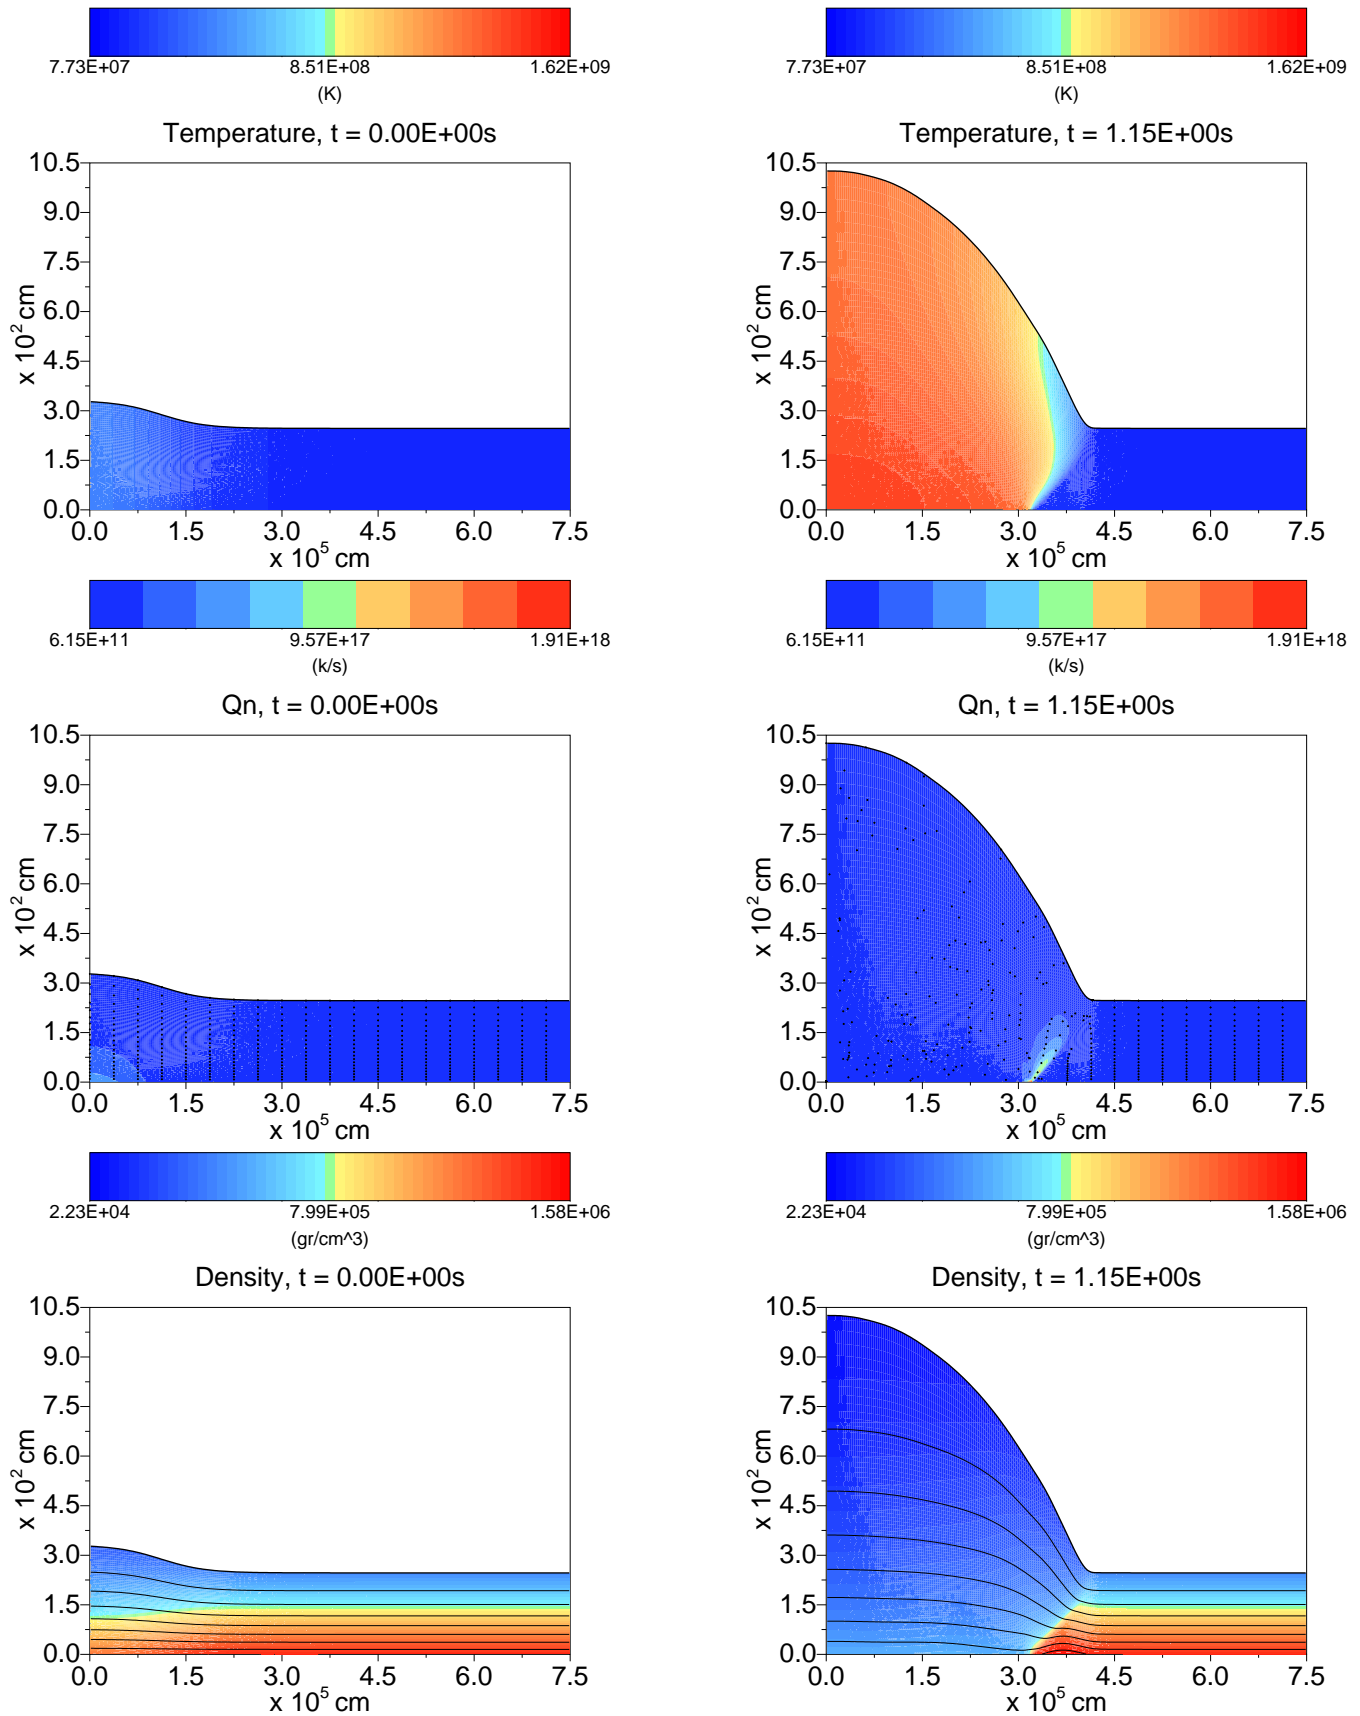 7.73E+07 8.51E+08 1.62E+09 7.73E+07 8.51E+08 1.62E+09
(K) (K)
Temperature, t = 0.00E+00s Temperature, t = 1.15E+00s
10.5 10.5
9.0 9.0
7.5 7.5
6.0 6.0
x 10² cm x 10² cm
4.5 4.5
3.0 3.0
1.5 1.5
0.0 0.0
0.0 1.5 3.0 4.5 6.0 7.5 0.0 1.5 3.0 4.5 6.0 7.5
x 10⁵ cm x 10⁵ cm
6.15E+11 9.57E+17 1.91E+18 6.15E+11 9.57E+17 1.91E+18
(k/s) (k/s)
Qn, t = 0.00E+00s Qn, t = 1.15E+00s
10.5 10.5
9.0 9.0
7.5 7.5
6.0 6.0
x 10² cm x 10² cm
4.5 4.5
3.0 3.0
1.5 1.5
0.0 0.0
0.0 1.5 3.0 4.5 6.0 7.5 0.0 1.5 3.0 4.5 6.0 7.5
x 10⁵ cm x 10⁵ cm
2.23E+04 7.99E+05 1.58E+06 2.23E+04 7.99E+05 1.58E+06
(gr/cm^3) (gr/cm^3)
Density, t = 0.00E+00s Density, t = 1.15E+00s
10.5 10.5
9.0 9.0
7.5 7.5
6.0 6.0
x 10² cm x 10² cm
4.5 4.5
3.0 3.0
1.5 1.5
0.0 0.0
0.0 1.5 3.0 4.5 6.0 7.5 0.0 1.5 3.0 4.5 6.0 7.5
x 10⁵ cm x 10⁵ cm